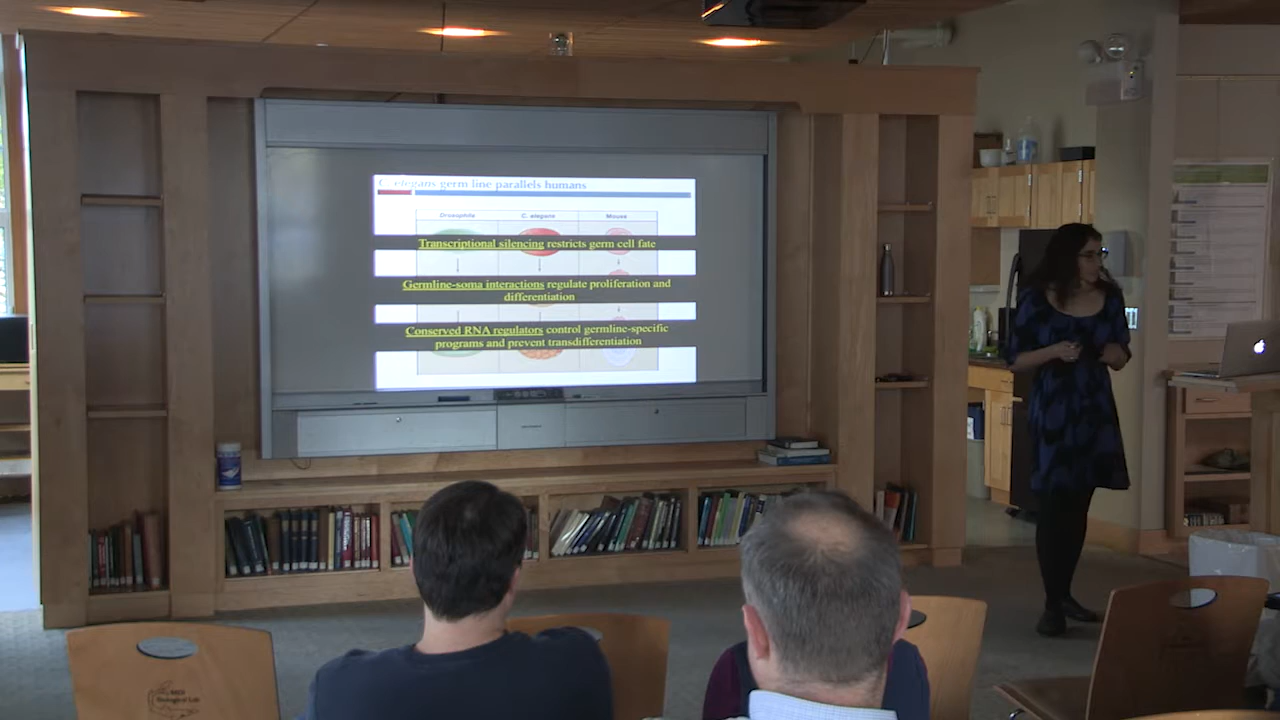 C. elegans germ line parallels humans
Drosophila C. elegans Mouse
Transcriptional silencing restricts germ cell fate
Germline-soma interactions regulate proliferation and
differentiation
Conserved RNA regulators control germline-specific
programs and prevent transdifferentiation